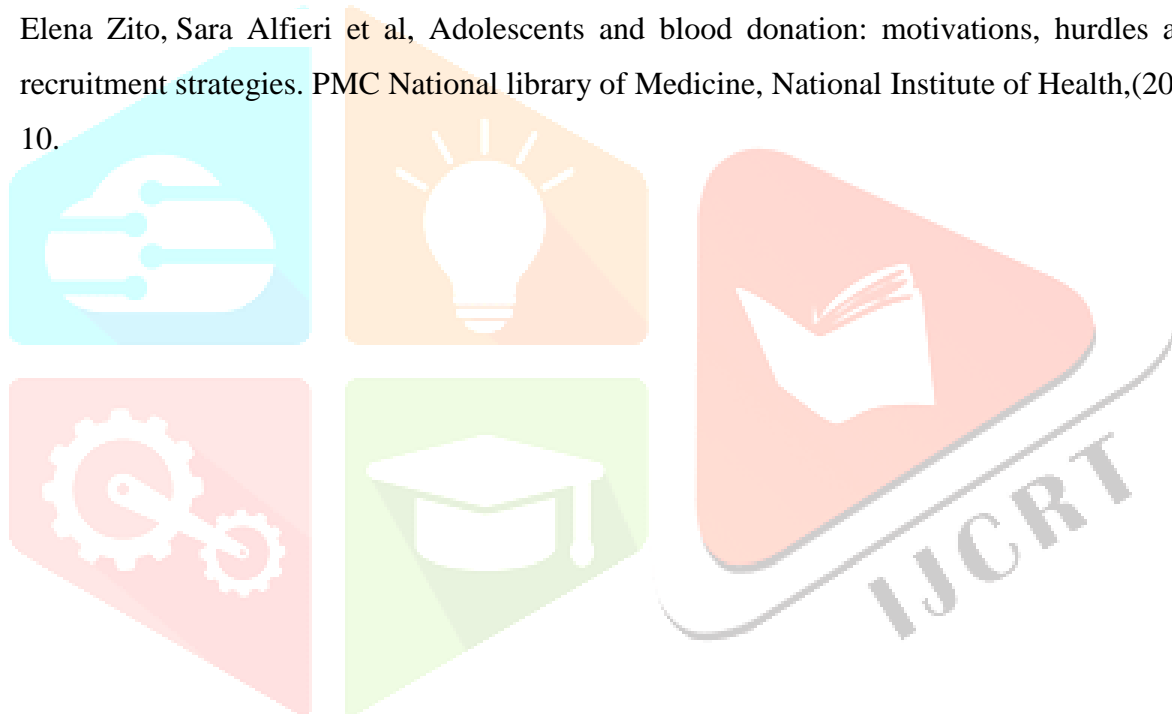 Elena Zito, Sara Alfieri et al, Adolescents and blood donation: motivations, hurdles a
recruitment strategies. PMC National library of Medicine, National Institute of Health,(20
10.
IJCRT